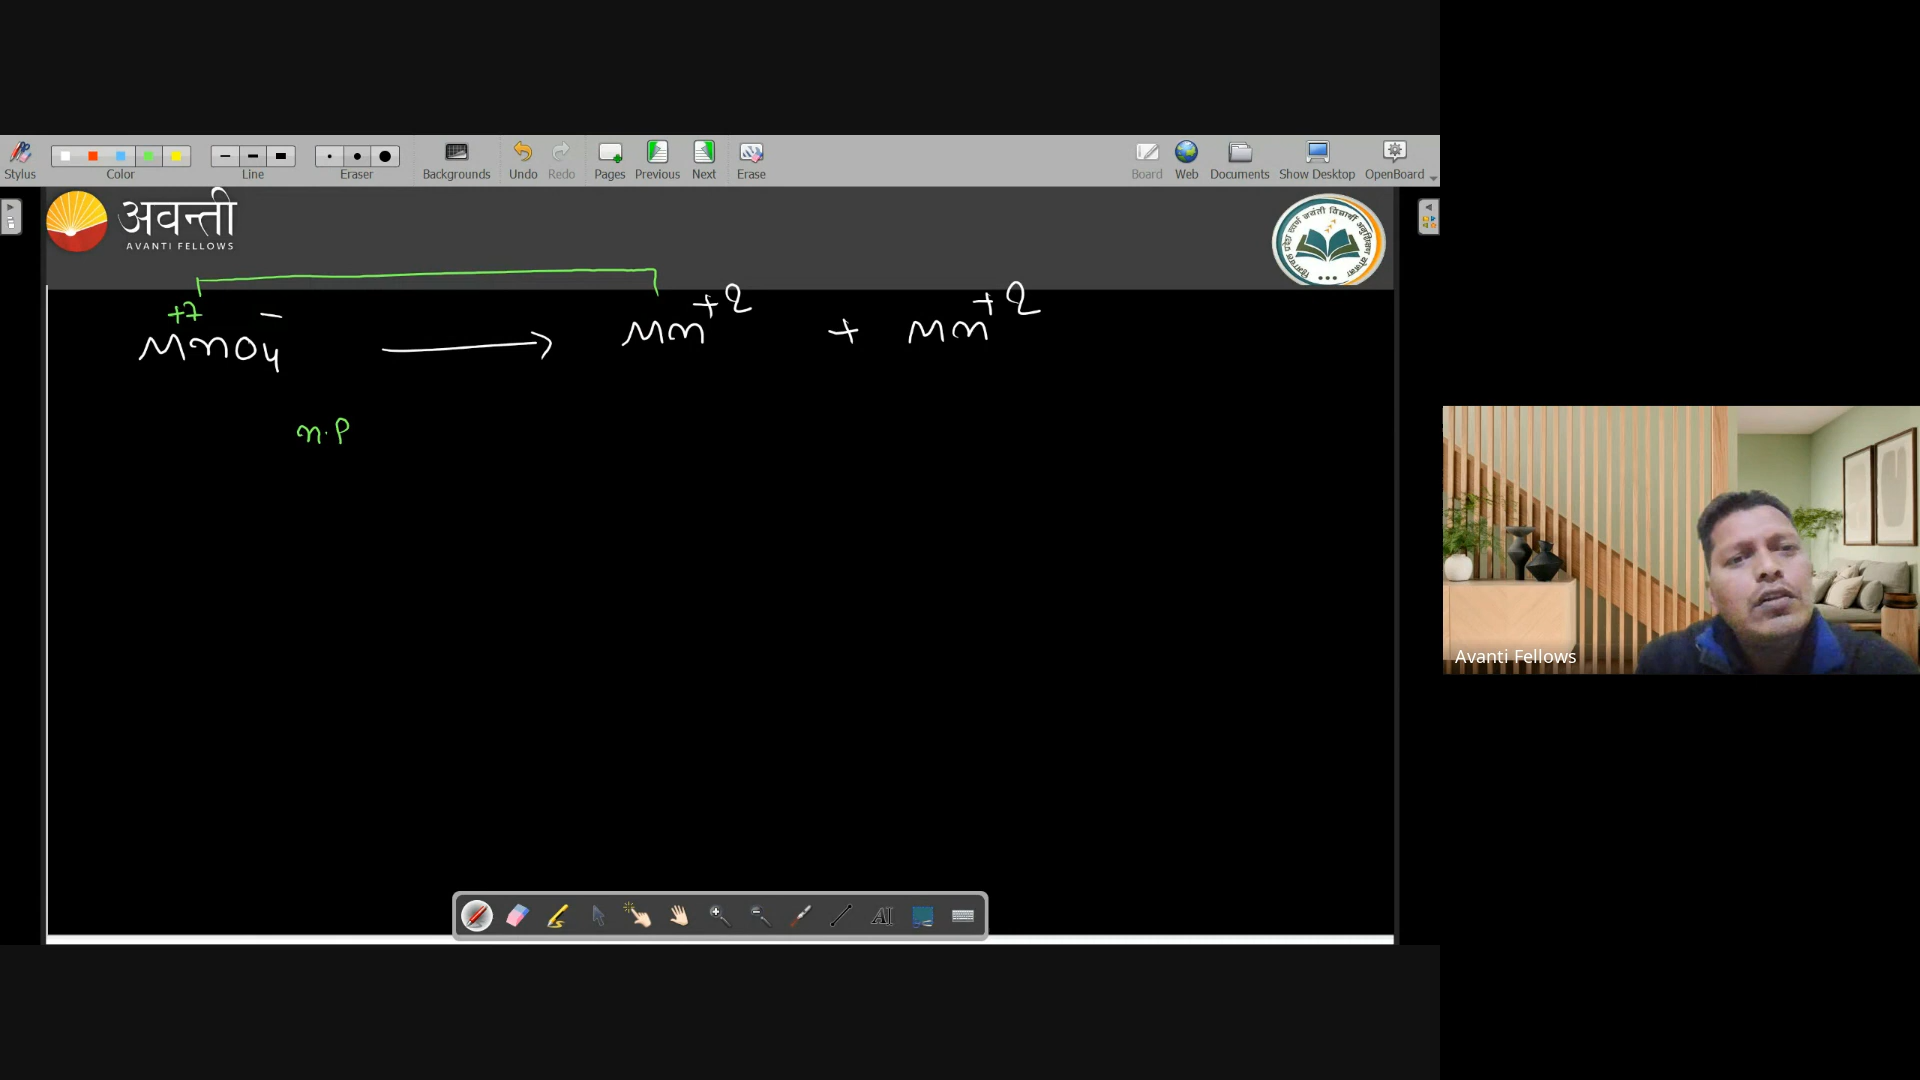 Stylus Color Line Eraser Backgrounds Undo Redo Pages Previous Next Erase Board Web Documents Show Desktop OpenBoard
अवन्ती
AVANTI FELLOWS
+7
MnO₄⁻ ⟶ Mn⁺² + Mn⁺²
n.P
AI
Avanti Fellows